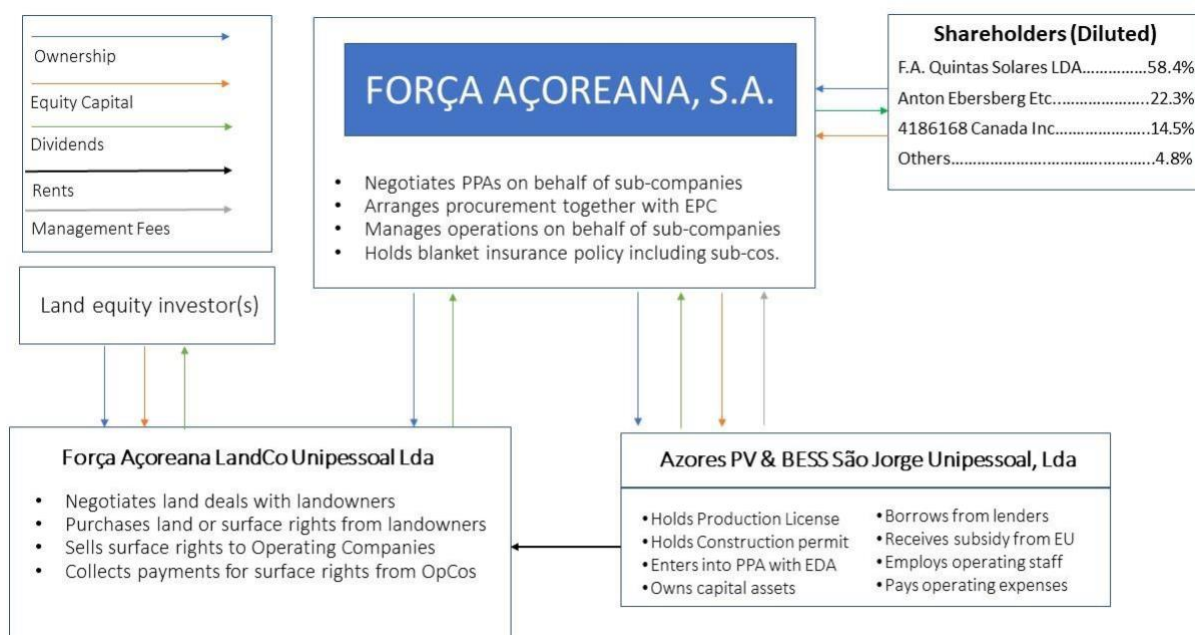 Ownership
Equity Capital
Dividends
Rents
Management Fees
FORÇA AÇOREANA, S.A.
• Negotiates PPAs on behalf of sub-companies
• Arranges procurement together with EPC
• Manages operations on behalf of sub-companies
• Holds blanket insurance policy including sub-cos.
Shareholders (Diluted)
F.A. Quintas Solares LDA……………58.4%
Anton Ebersberg Etc………………..22.3%
4186168 Canada Inc…………………..14.5%
Others…………………..………………..4.8%
Land equity investor(s)
Força Açoreana LandCo Unipessoal Lda
• Negotiates land deals with landowners
• Purchases land or surface rights from landowners
• Sells surface rights to Operating Companies
• Collects payments for surface rights from OpCos
Azores PV & BESS São Jorge Unipessoal, Lda
• Holds Production License
• Holds Construction permit
• Enters into PPA with EDA
• Owns capital assets
• Borrows from lenders
• Receives subsidy from EU
• Employs operating staff
• Pays operating expenses